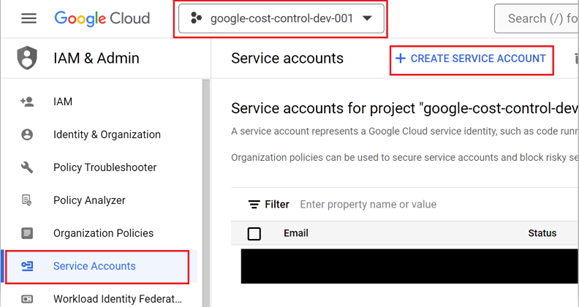 Google Cloud
google-cost-control-dev-001
Search (/) fo
IAM & Admin
Service accounts
+ CREATE SERVICE ACCOUNT
IAM
Identity & Organization
Policy Troubleshooter
Policy Analyzer
Organization Policies
Service Accounts
Workload Identity Federat...
Service accounts for project "google-cost-control-dev
A service account represents a Google Cloud service identity, such as code runn
Organization policies can be used to secure service accounts and block risky se
Filter Enter property name or value
Email Status